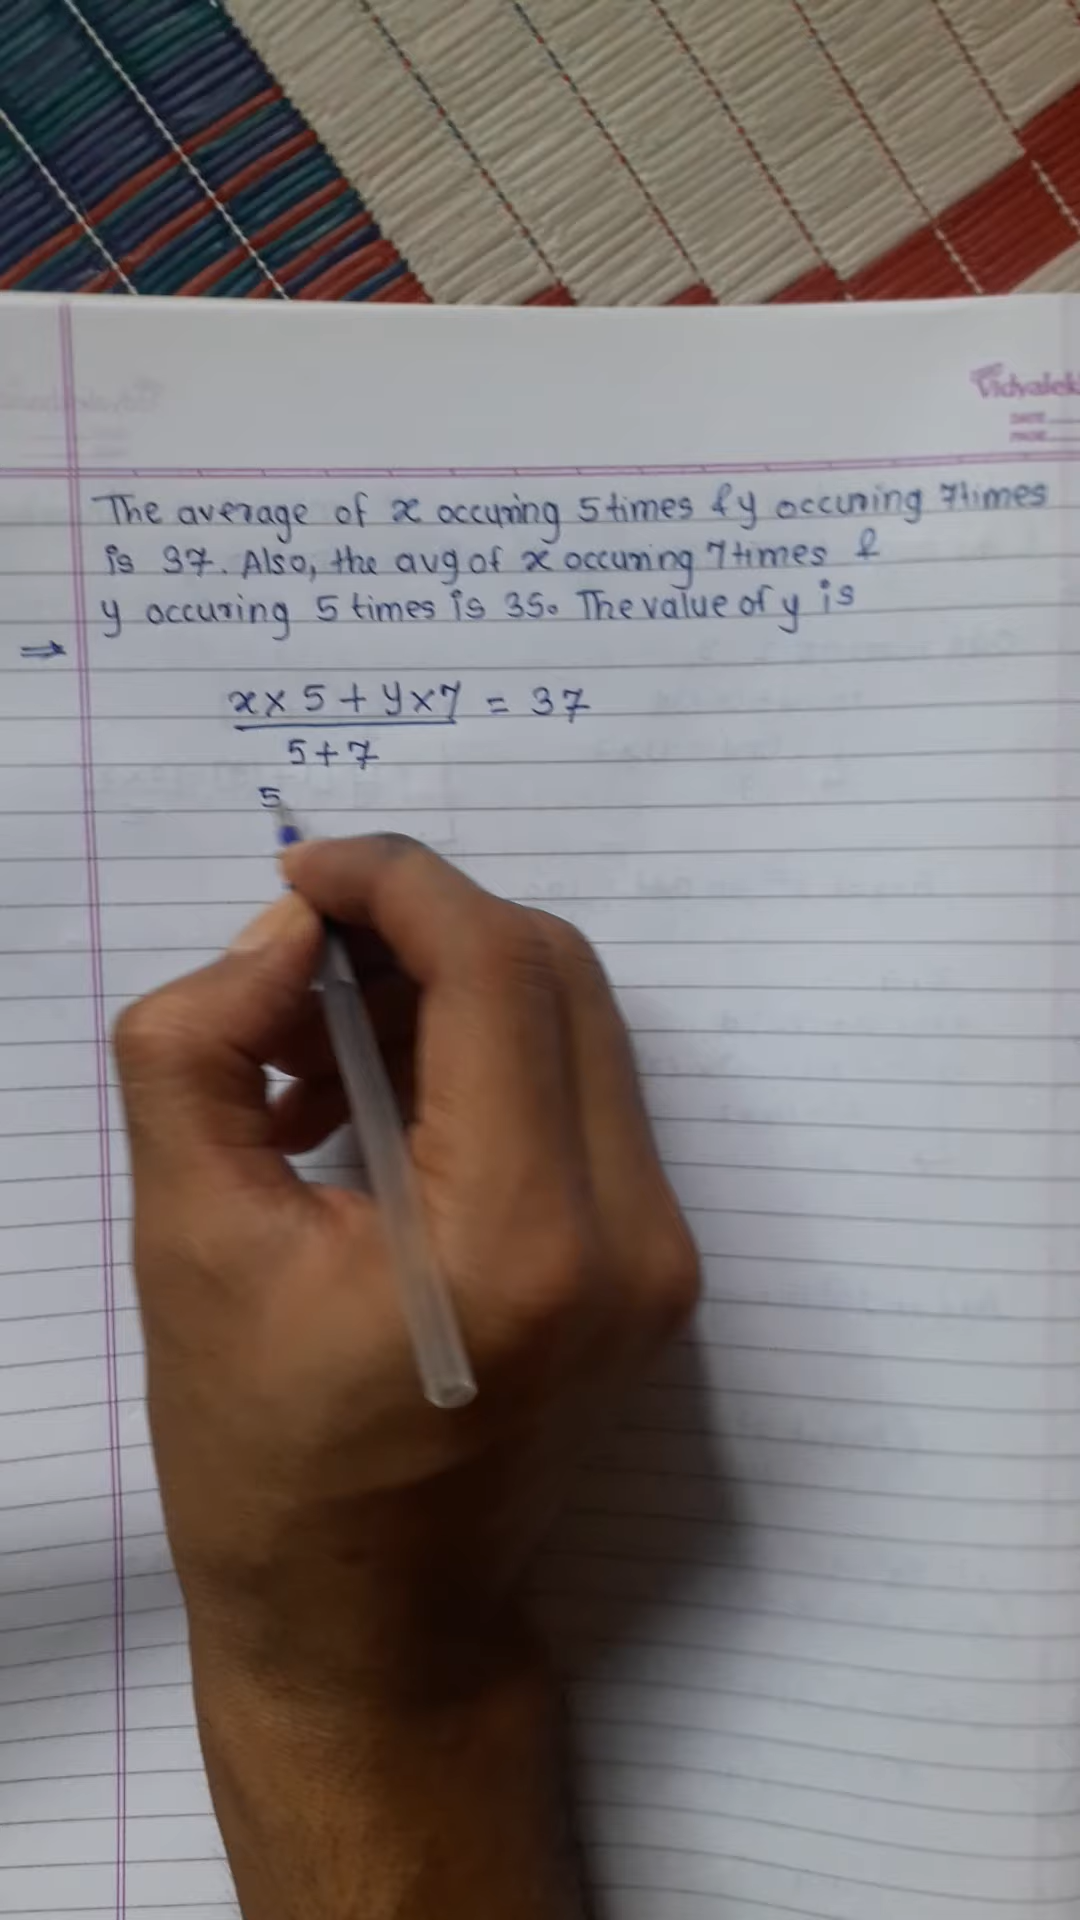 The average of x occuring 5 times & y occuring 7 times
is 37. Also, the avg of x occuring 7 times &
y occuring 5 times is 35. The value of y is
⇒
x × 5 + y × 7 = 37
5 + 7
5